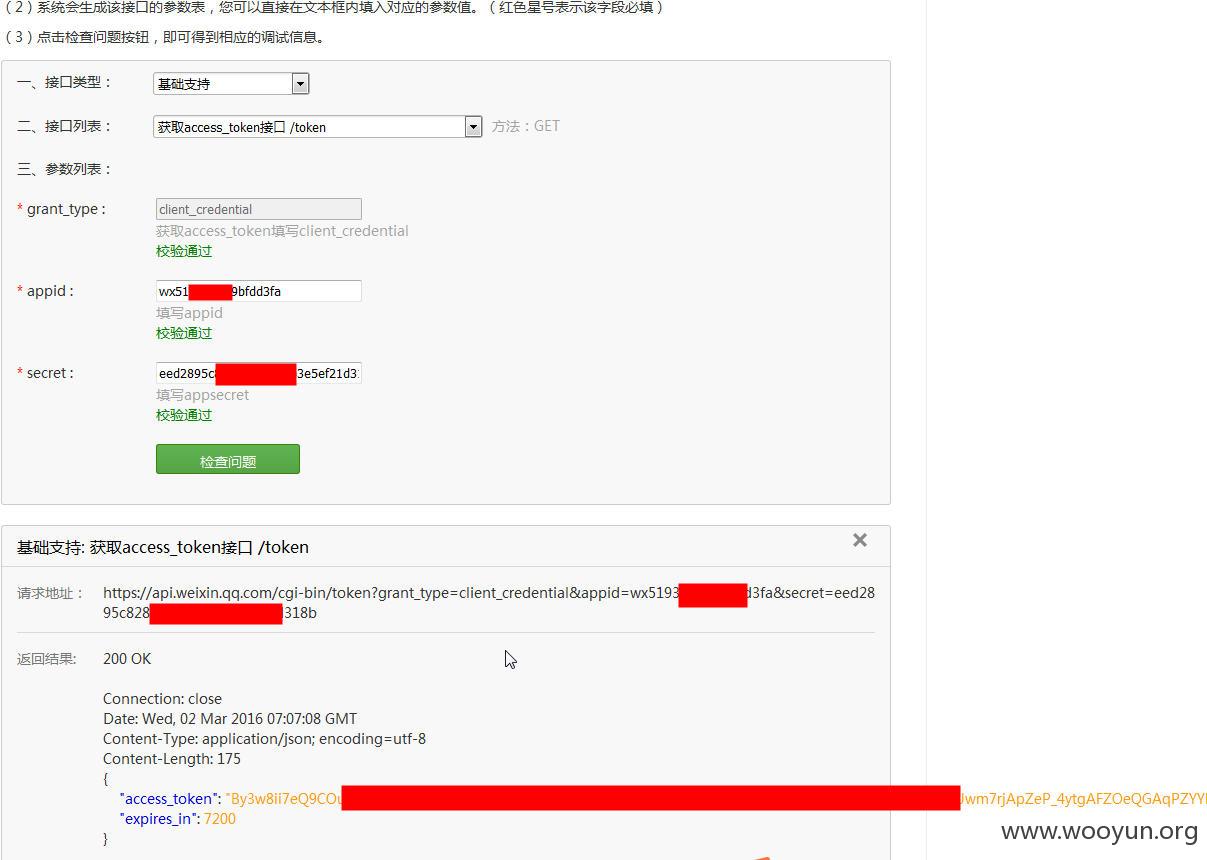 （2）系统会生成该接口的参数表，您可以直接在文本框内填入对应的参数值。（红色星号表示该字段必填）
（3）点击检查问题按钮，即可得到相应的调试信息。
一、接口类型： 基础支持
二、接口列表： 获取access_token接口 /token 方法：GET
三、参数列表：
* grant_type : client_credential
获取access_token填写client_credential
校验通过
* appid : wx51 9bfdd3fa
填写appid
校验通过
* secret : eed2895c 3e5ef21d3
填写appsecret
校验通过
检查问题
基础支持: 获取access_token接口 /token
请求地址： https://api.weixin.qq.com/cgi-bin/token?grant_type=client_credential&appid=wx5193 d3fa&secret=eed28
95c828 318b
返回结果: 200 OK
Connection: close
Date: Wed, 02 Mar 2016 07:07:08 GMT
Content-Type: application/json; encoding=utf-8
Content-Length: 175
{
"access_token": "By3w8ii7eQ9COu Jwm7rjApZeP_4ytgAFZOeQGAqPZYY
"expires_in": 7200
}
www.wooyun.org